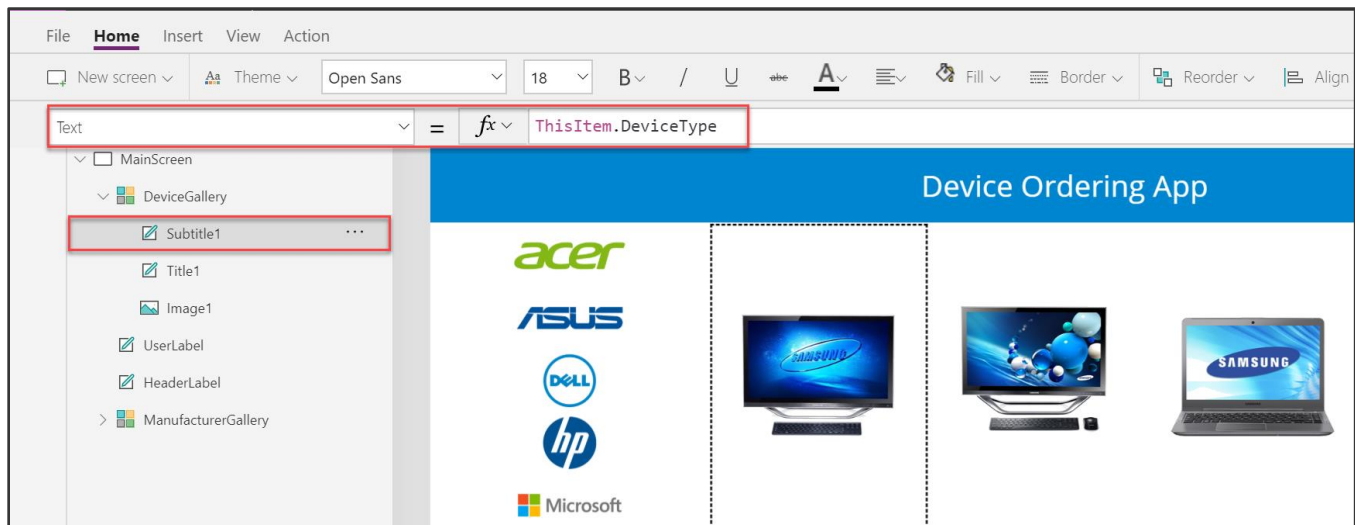 File Home Insert View Action
New screen Aa Theme Open Sans 18 B / U abc A Fill Border Reorder Align
Text = fx ThisItem.DeviceType
MainScreen
DeviceGallery
Subtitle1 ...
Title1
Image1
UserLabel
HeaderLabel
ManufacturerGallery
Device Ordering App
acer
ASUS
DELL
hp
Microsoft
SAMSUNG
SAMSUNG